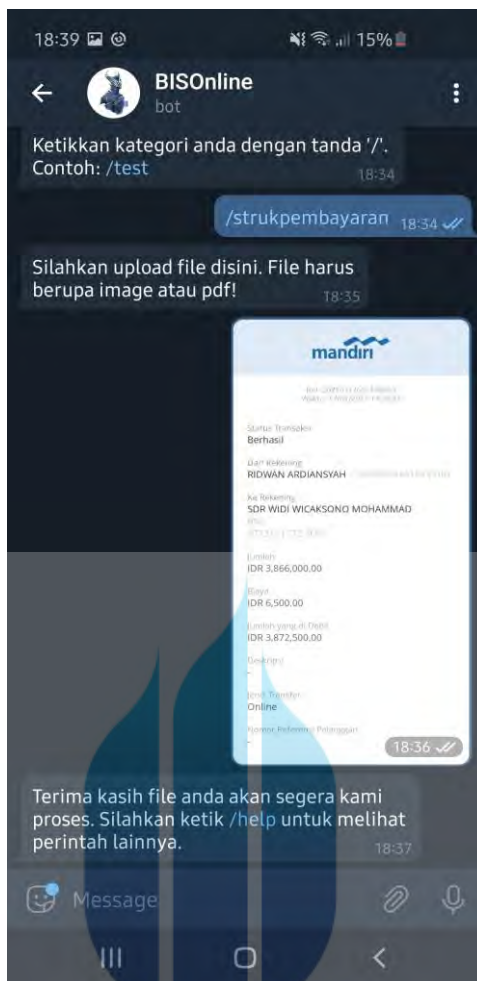 18:39
15%
BISOnline
bot
Ketikkan kategori anda dengan tanda '/'.
Contoh: /test
18:34
/strukpembayaran 18:34
Silahkan upload file disini. File harus
berupa image atau pdf!
18:35
mandiri
Status Transaksi
Berhasil
Dari Rekening
RIDWAN ARDIANSYAH
Ke Rekening
SDR WIDI WICAKSONO MOHAMMAD
Jumlah
IDR 3,866,000.00
Biaya
IDR 6,500.00
Jumlah yang di Debit
IDR 3,872,500.00
Deskripsi
-
Jenis Transfer
Online
Nomor Referensi Pelanggan
-
18:36
Terima kasih file anda akan segera kami
proses. Silahkan ketik /help untuk melihat
perintah lainnya.
18:37
Message